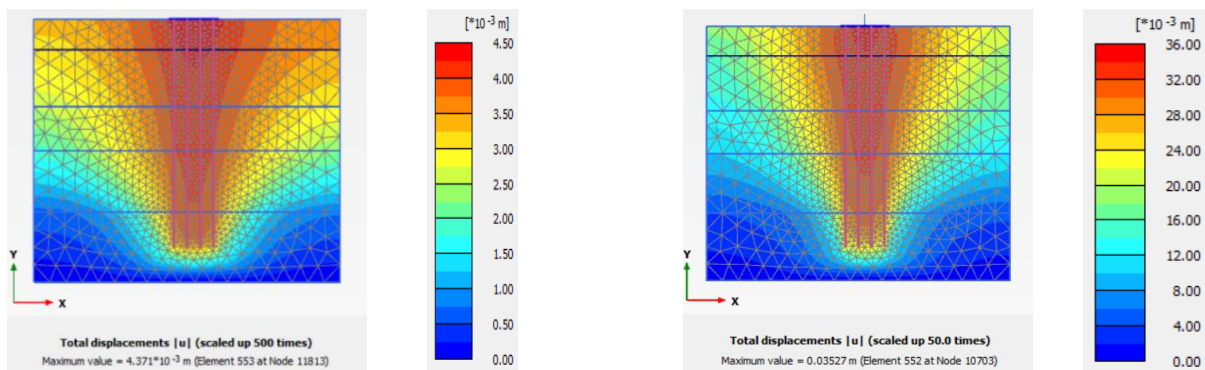 [*10⁻³ m]
4.50
4.00
3.50
3.00
2.50
2.00
1.50
1.00
0.50
0.00
Y
X
Total displacements |u| (scaled up 500 times)
Maximum value = 4.371*10⁻³ m (Element 553 at Node 11813)
[*10⁻³ m]
36.00
32.00
28.00
24.00
20.00
16.00
12.00
8.00
4.00
0.00
Y
X
Total displacements |u| (scaled up 50.0 times)
Maximum value = 0.03527 m (Element 552 at Node 10703)